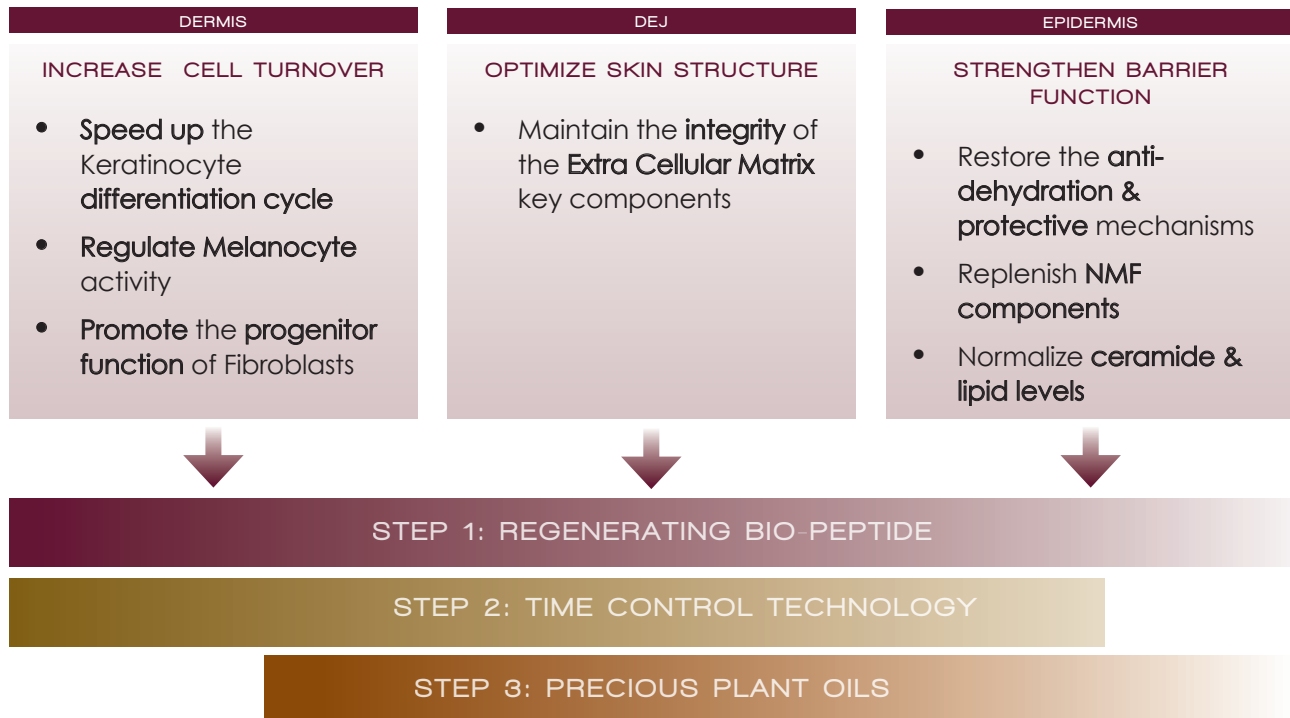 DERMIS
INCREASE CELL TURNOVER
• Speed up the
Keratinocyte
differentiation cycle
• Regulate Melanocyte
activity
• Promote the progenitor
function of Fibroblasts
DEJ
OPTIMIZE SKIN STRUCTURE
• Maintain the integrity of
the Extra Cellular Matrix
key components
EPIDERMIS
STRENGTHEN BARRIER
FUNCTION
• Restore the anti-
dehydration &
protective mechanisms
• Replenish NMF
components
• Normalize ceramide &
lipid levels
STEP 1: REGENERATING BIO-PEPTIDE
STEP 2: TIME CONTROL TECHNOLOGY
STEP 3: PRECIOUS PLANT OILS